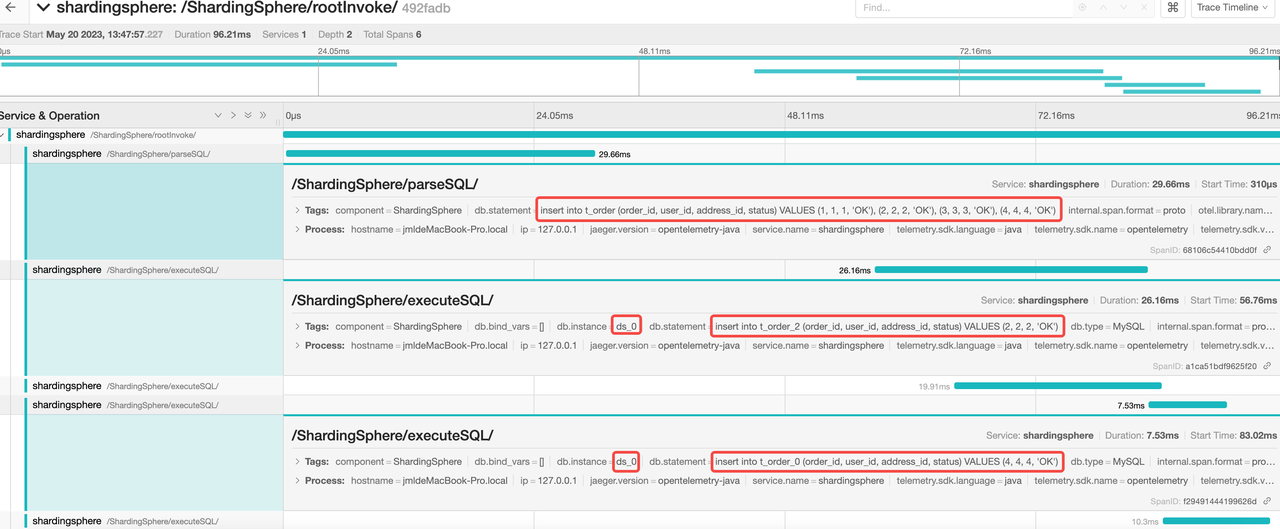 shardingsphere: /ShardingSphere/rootInvoke/ 492fadb Find... Trace Timeline
Trace Start May 20 2023, 13:47:57.227 Duration 96.21ms Services 1 Depth 2 Total Spans 6
0μs 24.05ms 48.11ms 72.16ms 96.21ms
Service & Operation 0μs 24.05ms 48.11ms 72.16ms 96.21ms
shardingsphere /ShardingSphere/rootInvoke/
shardingsphere /ShardingSphere/parseSQL/ 29.66ms
/ShardingSphere/parseSQL/ Service: shardingsphere Duration: 29.66ms Start Time: 310μs
Tags: component = ShardingSphere db.statement = insert into t_order (order_id, user_id, address_id, status) VALUES (1, 1, 1, 'OK'), (2, 2, 2, 'OK'), (3, 3, 3, 'OK'), (4, 4, 4, 'OK') internal.span.format = proto otel.library.nam...
Process: hostname = jmldeMacBook-Pro.local ip = 127.0.0.1 jaeger.version = opentelemetry-java service.name = shardingsphere telemetry.sdk.language = java telemetry.sdk.name = opentelemetry telemetry.sdk.v...
SpanID: 68106c54410bdd0f
shardingsphere /ShardingSphere/executeSQL/ 26.16ms
/ShardingSphere/executeSQL/ Service: shardingsphere Duration: 26.16ms Start Time: 56.76ms
Tags: component = ShardingSphere db.bind_vars = [] db.instance = ds_0 db.statement = insert into t_order_2 (order_id, user_id, address_id, status) VALUES (2, 2, 2, 'OK') db.type = MySQL internal.span.format = pro...
Process: hostname = jmldeMacBook-Pro.local ip = 127.0.0.1 jaeger.version = opentelemetry-java service.name = shardingsphere telemetry.sdk.language = java telemetry.sdk.name = opentelemetry telemetry.sdk.v...
SpanID: a1ca51bdf9625f20
shardingsphere /ShardingSphere/executeSQL/ 19.91ms
shardingsphere /ShardingSphere/executeSQL/ 7.53ms
/ShardingSphere/executeSQL/ Service: shardingsphere Duration: 7.53ms Start Time: 83.02ms
Tags: component = ShardingSphere db.bind_vars = [] db.instance = ds_0 db.statement = insert into t_order_0 (order_id, user_id, address_id, status) VALUES (4, 4, 4, 'OK') db.type = MySQL internal.span.format = pro...
Process: hostname = jmldeMacBook-Pro.local ip = 127.0.0.1 jaeger.version = opentelemetry-java service.name = shardingsphere telemetry.sdk.language = java telemetry.sdk.name = opentelemetry telemetry.sdk.v...
SpanID: f29491444199626d
shardingsphere /ShardingSphere/executeSQL/ 10.3ms